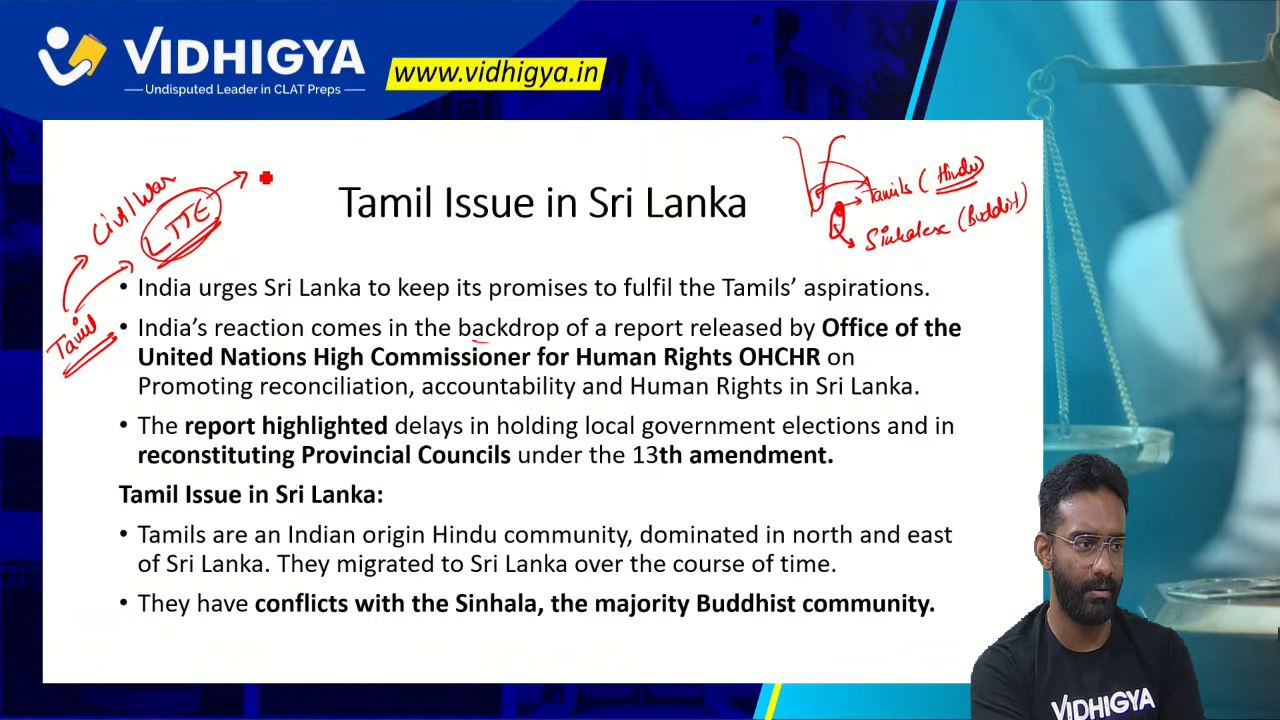 VIDHIGYA
Undisputed Leader in CLAT Preps
www.vidhigya.in
Civil War
LTTE
Tamil
Tamils (Hindu)
Sinhalese (Buddist)
Tamil Issue in Sri Lanka
• India urges Sri Lanka to keep its promises to fulfil the Tamils’ aspirations.
• India’s reaction comes in the backdrop of a report released by Office of the
United Nations High Commissioner for Human Rights OHCHR on
Promoting reconciliation, accountability and Human Rights in Sri Lanka.
• The report highlighted delays in holding local government elections and in
reconstituting Provincial Councils under the 13th amendment.
Tamil Issue in Sri Lanka:
• Tamils are an Indian origin Hindu community, dominated in north and east
of Sri Lanka. They migrated to Sri Lanka over the course of time.
• They have conflicts with the Sinhala, the majority Buddhist community.
VIDHIGYA